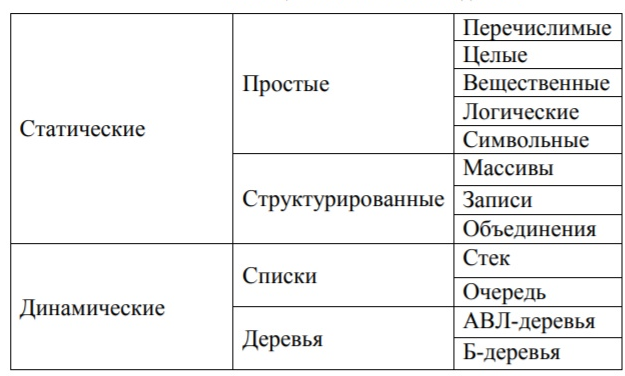 Статические
Простые
Перечислимые
Целые
Вещественные
Логические
Символьные
Структурированные
Массивы
Записи
Объединения
Динамические
Списки
Стек
Очередь
Деревья
АВЛ-деревья
Б-деревья